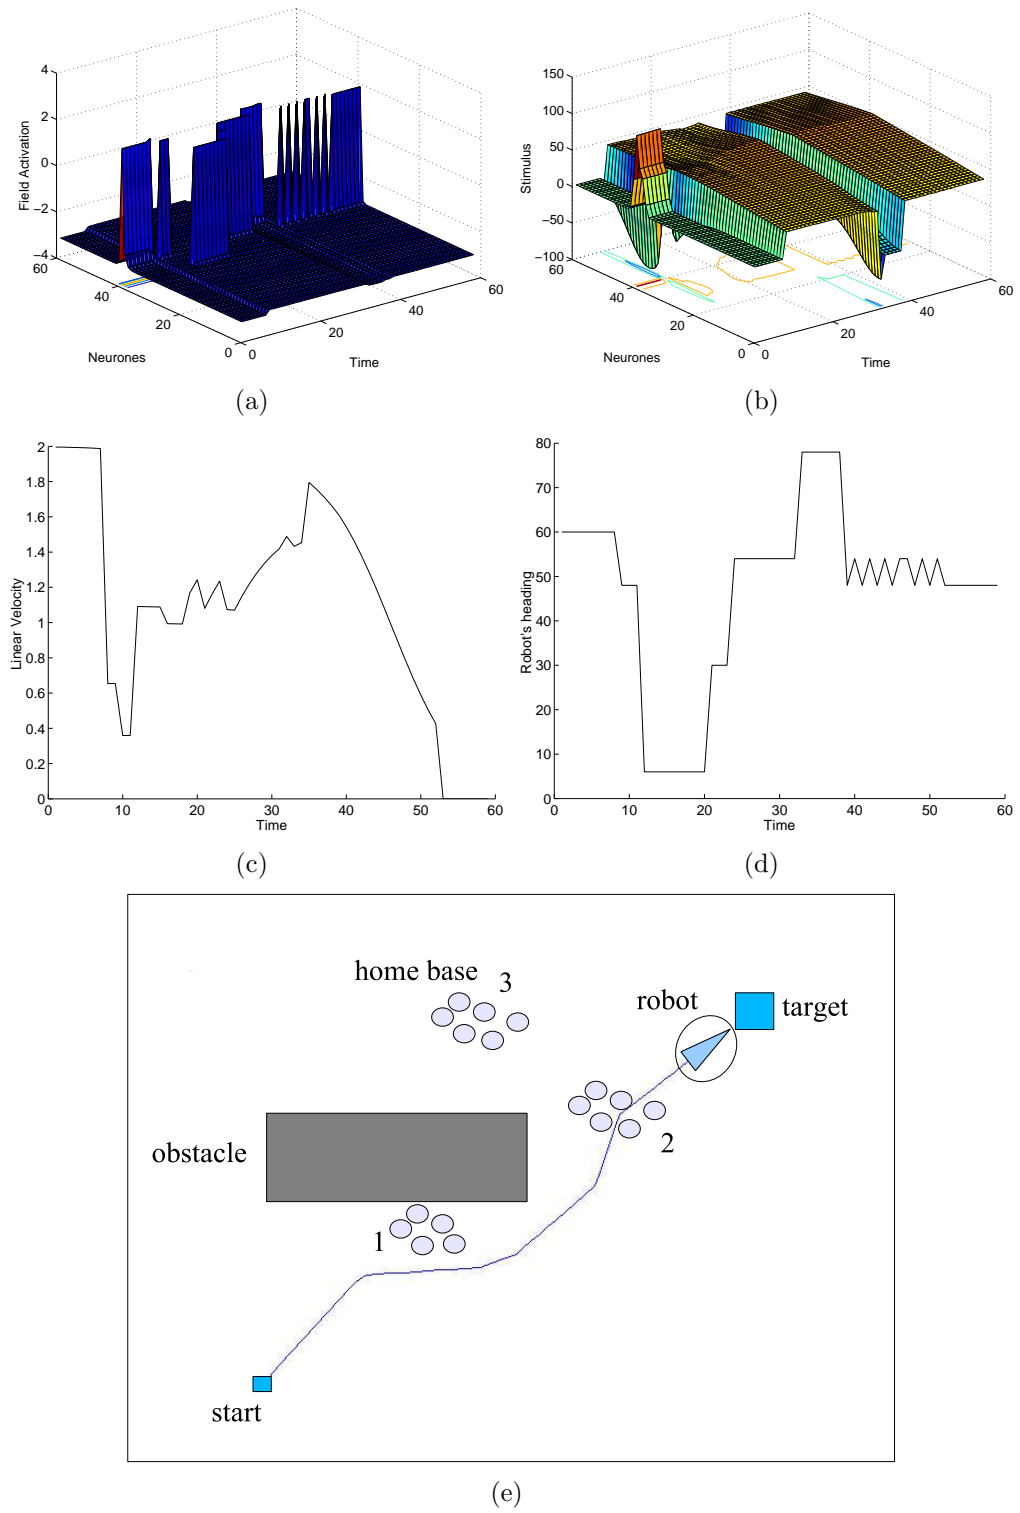 4
2
0
−2
−4
Field Activation
60
40
20
0
Neurones
0
20
40
60
Time
(a)
150
100
50
0
−50
−100
Stimulus
60
40
20
0
Neurones
0
20
40
60
Time
(b)
2
1.8
1.6
1.4
1.2
1
0.8
0.6
0.4
0.2
0
Linear Velocity
0 10 20 30 40 50 60
Time
(c)
80
70
60
50
40
30
20
10
0
Robot's heading
0 10 20 30 40 50 60
Time
(d)
home base 3
robot
target
obstacle
2
1
start
(e)